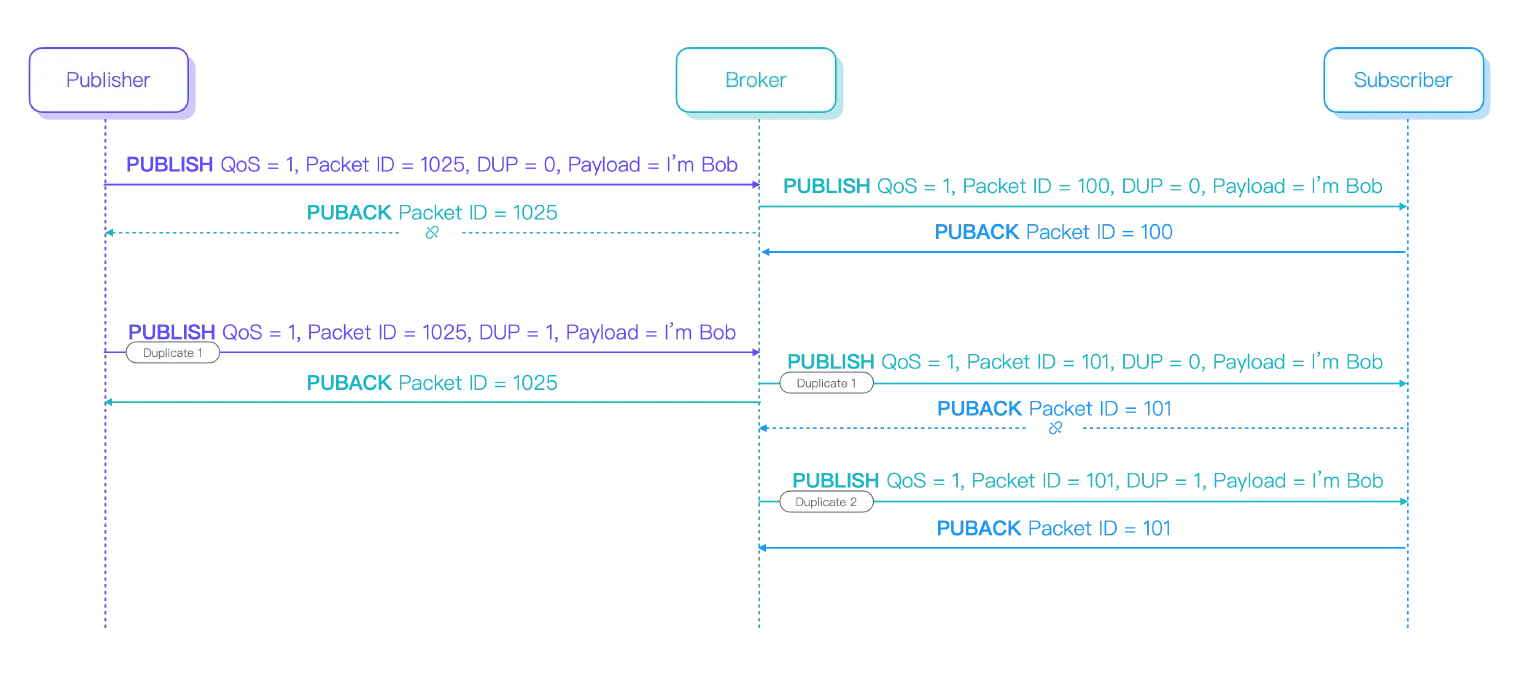 Publisher
Broker
Subscriber
PUBLISH QoS = 1, Packet ID = 1025, DUP = 0, Payload = I’m Bob
PUBLISH QoS = 1, Packet ID = 100, DUP = 0, Payload = I’m Bob
PUBACK Packet ID = 1025
PUBACK Packet ID = 100
PUBLISH QoS = 1, Packet ID = 1025, DUP = 1, Payload = I’m Bob
Duplicate 1
PUBLISH QoS = 1, Packet ID = 101, DUP = 0, Payload = I’m Bob
Duplicate 1
PUBACK Packet ID = 1025
PUBACK Packet ID = 101
PUBLISH QoS = 1, Packet ID = 101, DUP = 1, Payload = I’m Bob
Duplicate 2
PUBACK Packet ID = 101